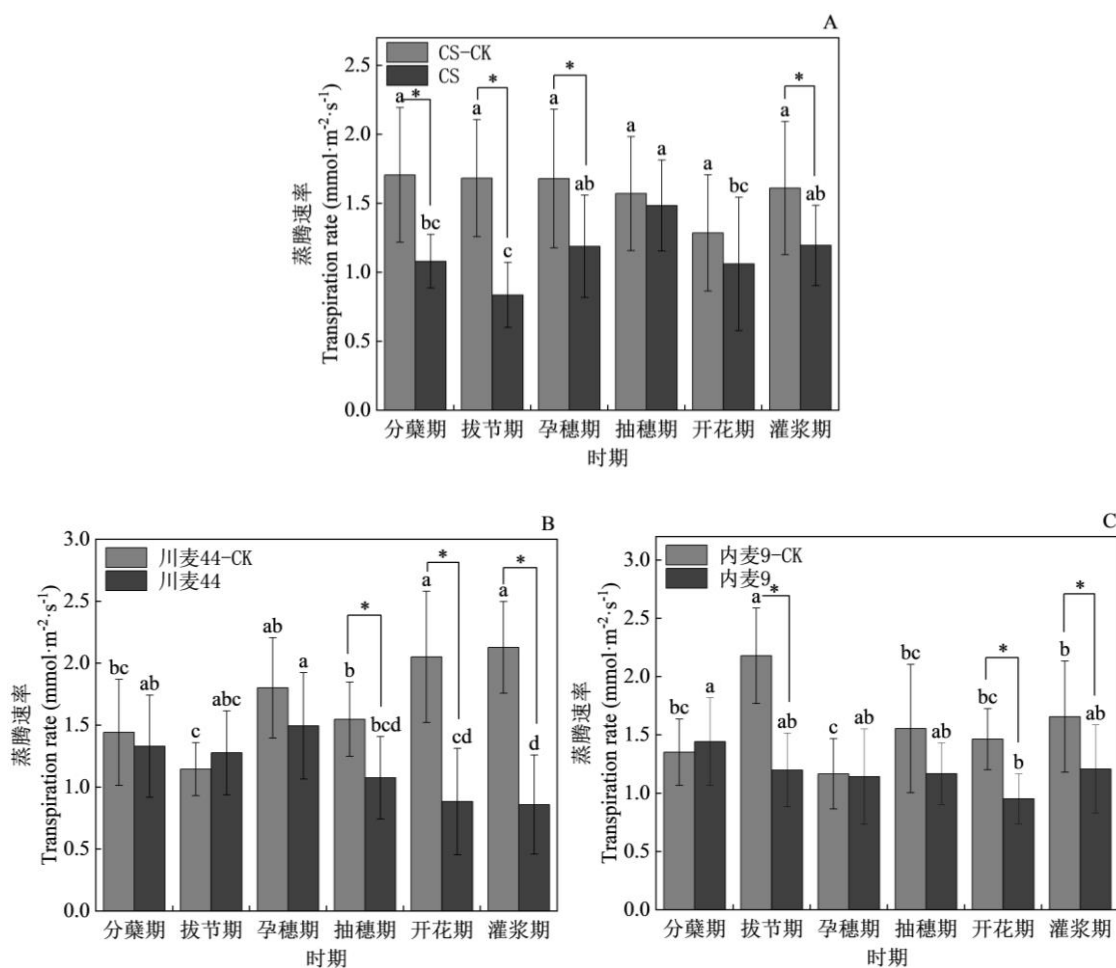 A
CS-CK
CS
2.5
2.0
1.5
1.0
0.5
0.0
蒸腾速率
Transpiration rate (mmol·m⁻²·s⁻¹)
* * * *
a a a a a a
bc c ab a bc ab
分蘖期 拔节期 孕穗期 抽穗期 开花期 灌浆期
时期
B
川麦44-CK
川麦44
3.0
2.5
2.0
1.5
1.0
0.5
0.0
蒸腾速率
Transpiration rate (mmol·m⁻²·s⁻¹)
* * *
bc c ab b a a
ab abc a bcd cd d
分蘖期 拔节期 孕穗期 抽穗期 开花期 灌浆期
时期
C
内麦9-CK
内麦9
3.0
2.5
2.0
1.5
1.0
0.5
0.0
蒸腾速率
Transpiration rate (mmol·m⁻²·s⁻¹)
* * *
bc a c bc bc b
a ab ab ab b ab
分蘖期 拔节期 孕穗期 抽穗期 开花期 灌浆期
时期